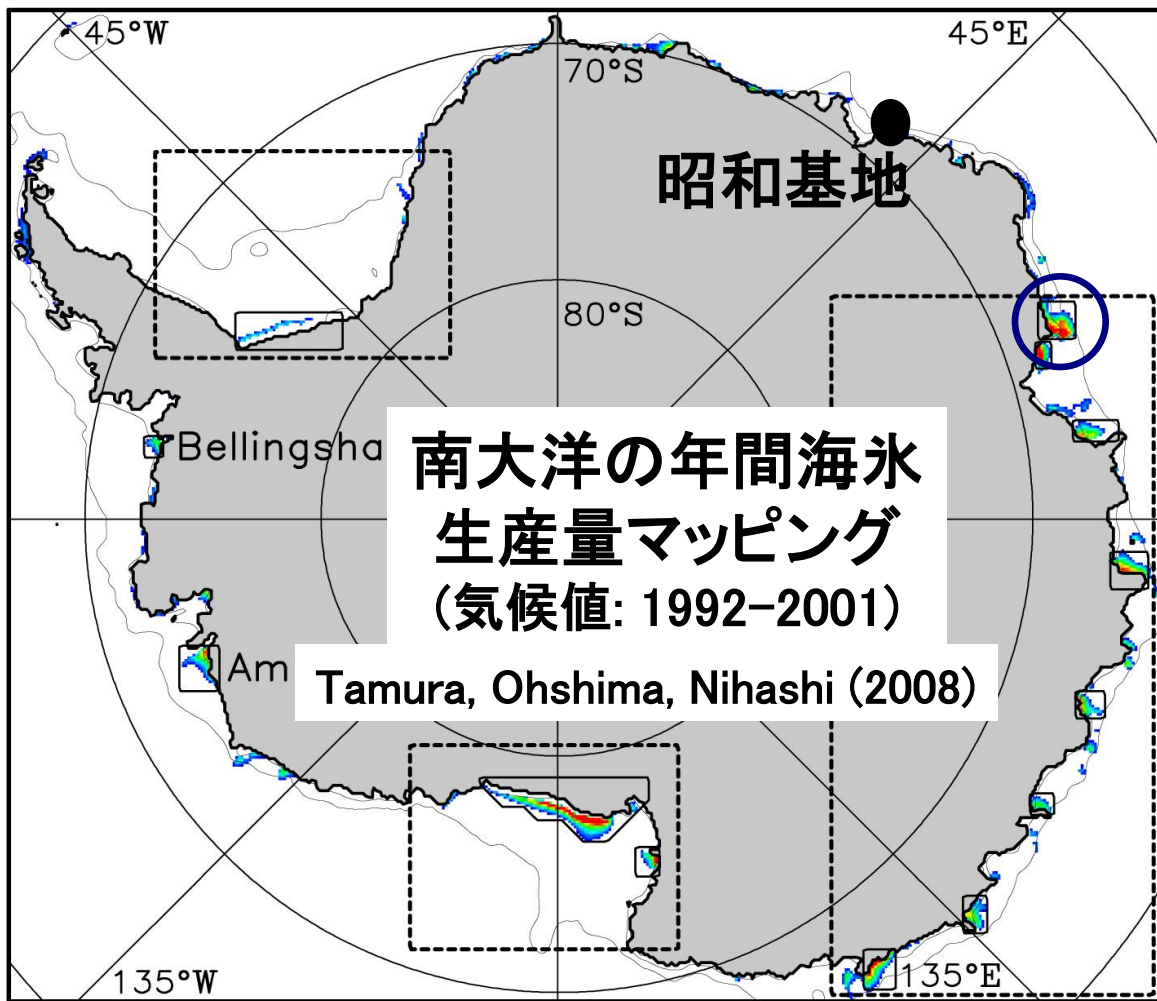 45°W
45°E
70°S
昭和基地
80°S
Bellingsha
南大洋の年間海氷
生産量マッピング
(気候値: 1992-2001)
Am
Tamura, Ohshima, Nihashi (2008)
135°W
135°E